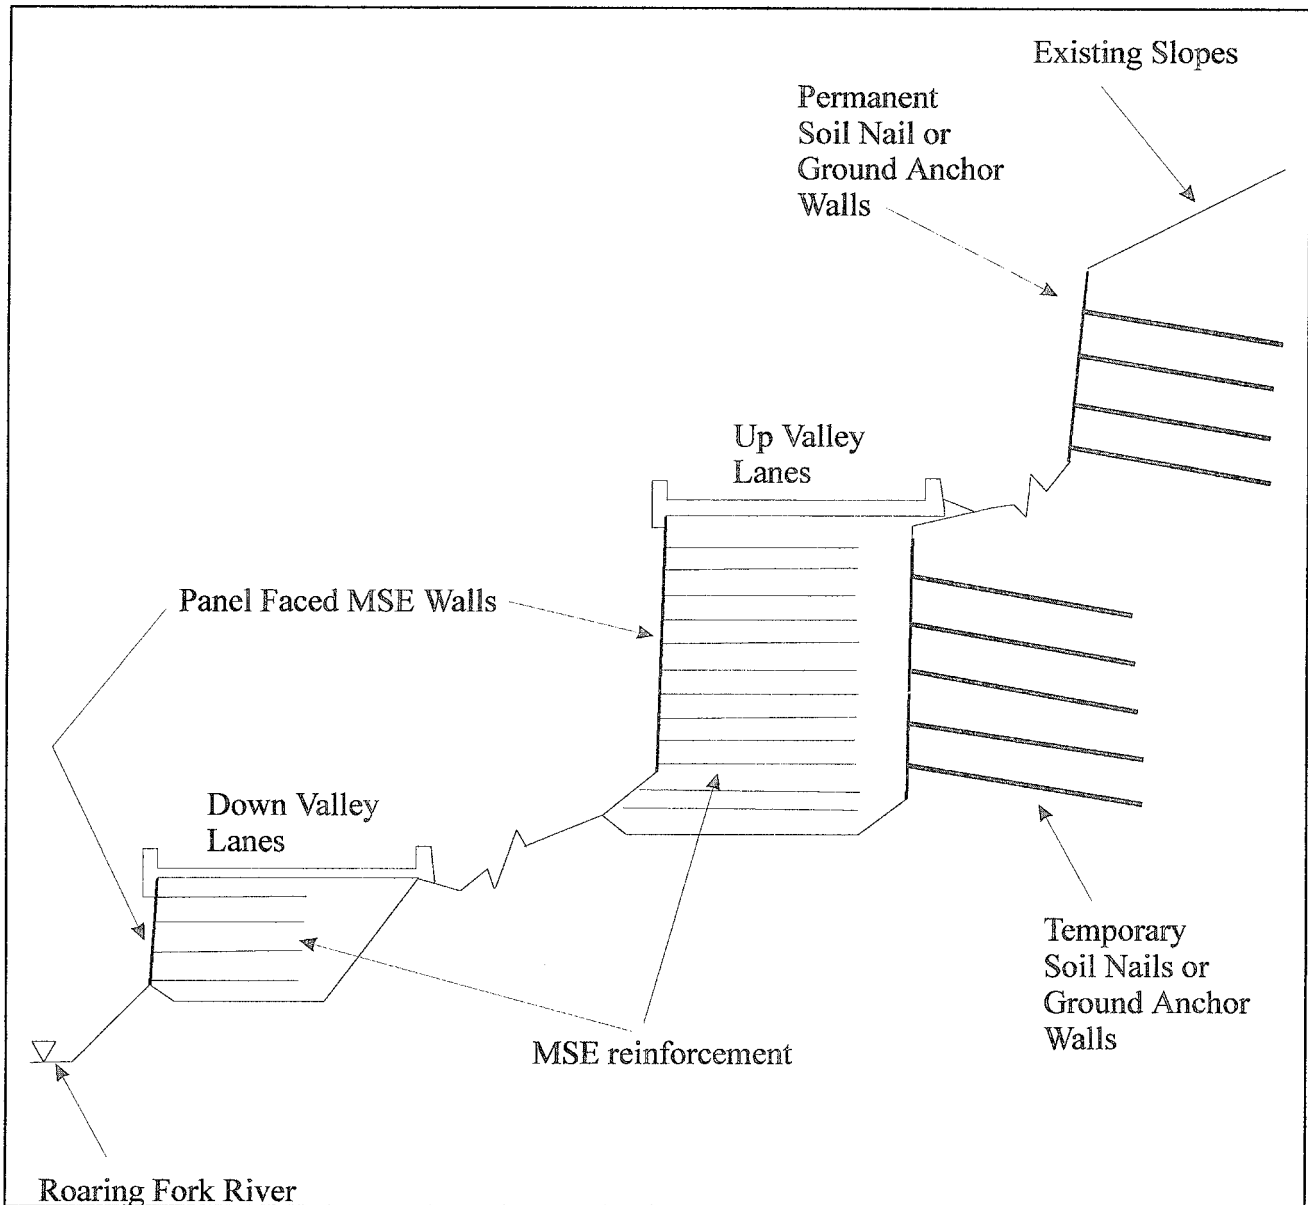 Existing Slopes
Permanent
Soil Nail or
Ground Anchor
Walls
Up Valley
Lanes
Panel Faced MSE Walls
Down Valley
Lanes
Temporary
Soil Nails or
Ground Anchor
Walls
MSE reinforcement
Roaring Fork River